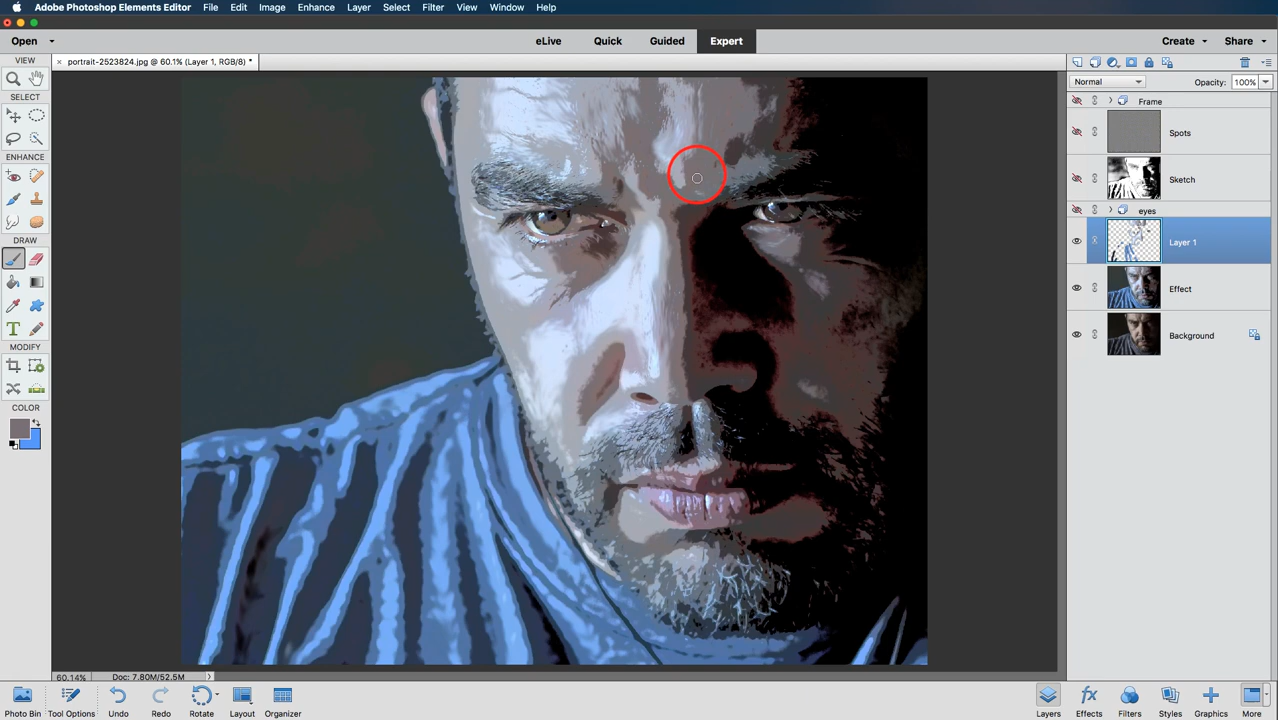 Adobe Photoshop Elements Editor File Edit Image Enhance Layer Select Filter View Window Help
Open eLive Quick Guided Expert Create Share
VIEW
× portrait-2523824.jpg @ 60.1% (Layer 1, RGB/8) *
Normal Opacity: 100%
SELECT
Frame
Spots
ENHANCE
Sketch
eyes
DRAW
Layer 1
Effect
T
Background
MODIFY
COLOR
60.14% Doc: 7.80M/52.5M
Photo Bin Tool Options Undo Redo Rotate Layout Organizer Layers Effects Filters Styles Graphics More